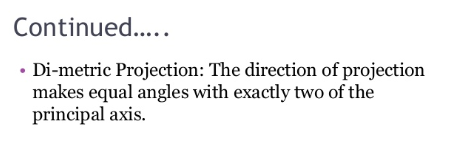 Continued.....
• Di-metric Projection: The direction of projection
makes equal angles with exactly two of the
principal axis.